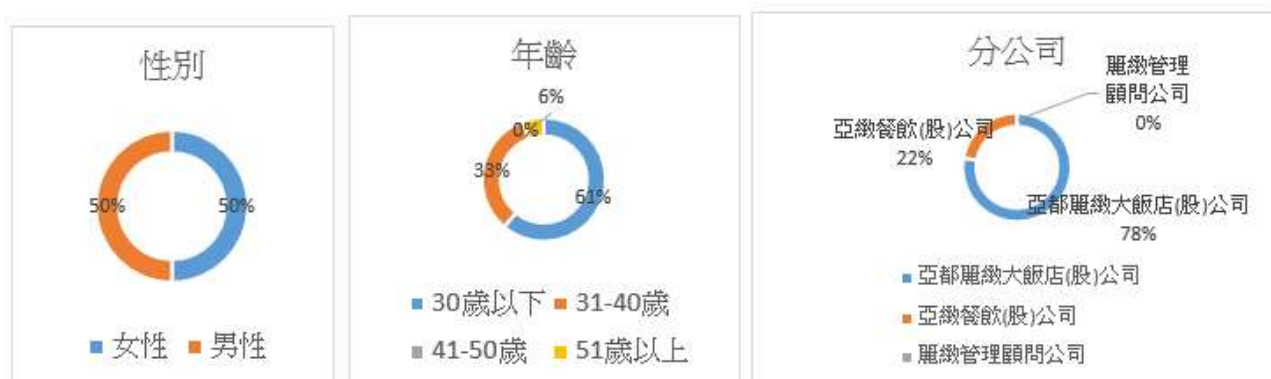 性別
50%
50%
女性 男性
年齡
6%
0%
33%
61%
30歲以下 31-40歲
41-50歲 51歲以上
分公司
麗緻管理
顧問公司
0%
亞緻餐飲(股)公司
22%
亞都麗緻大飯店(股)公司
78%
亞都麗緻大飯店(股)公司
亞緻餐飲(股)公司
麗緻管理顧問公司